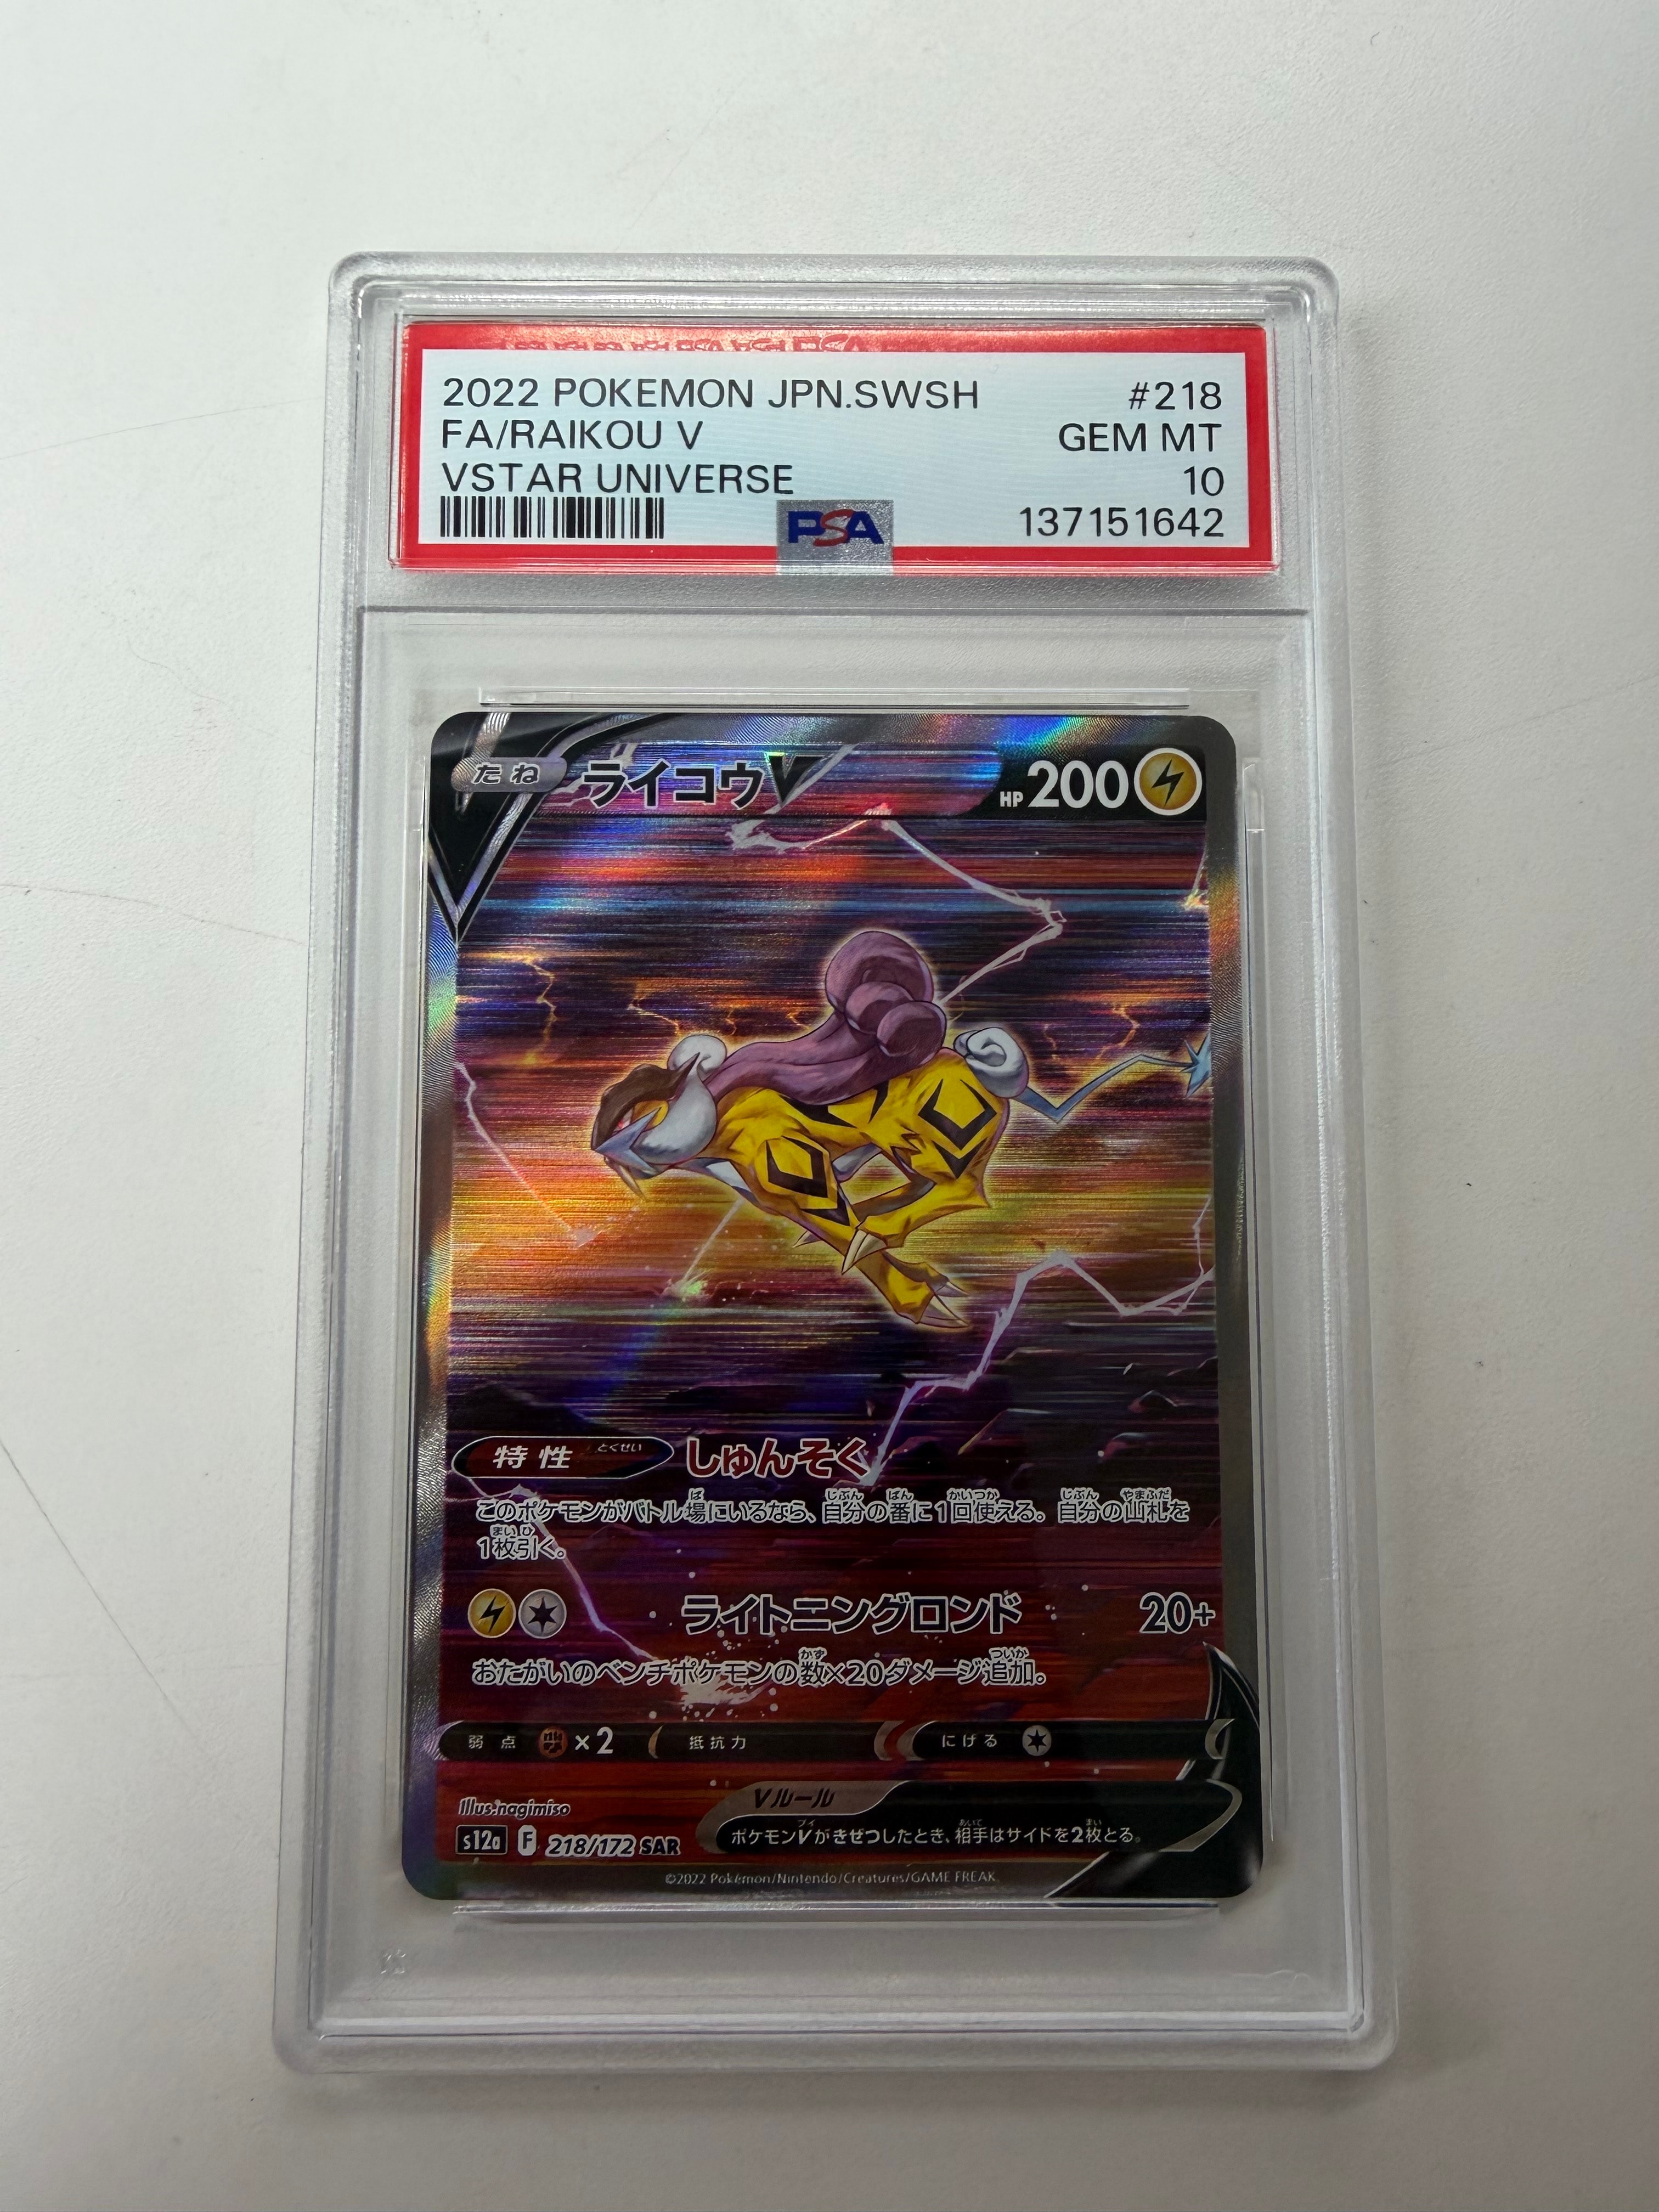 2022 POKEMON JPN.SWSH #218
FA/RAIKOU V GEM MT
VSTAR UNIVERSE 10
PSA 137151642
たね ライコウV HP 200
特性 とくせい しゅんそく
このポケモンがバトル場にいるなら、自分の番に1回使える。自分の山札を
1枚引く。
ライトニングロンド 20+
おたがいのベンチポケモンの数×20ダメージ追加。
弱点 ×2 抵抗力 にげる
Vルール
ポケモンVがきぜつしたとき、相手はサイドを2枚とる。
Illus.nagimiso
s12a F 218/172 SAR
©2022 Pokémon/Nintendo/Creatures/GAME FREAK